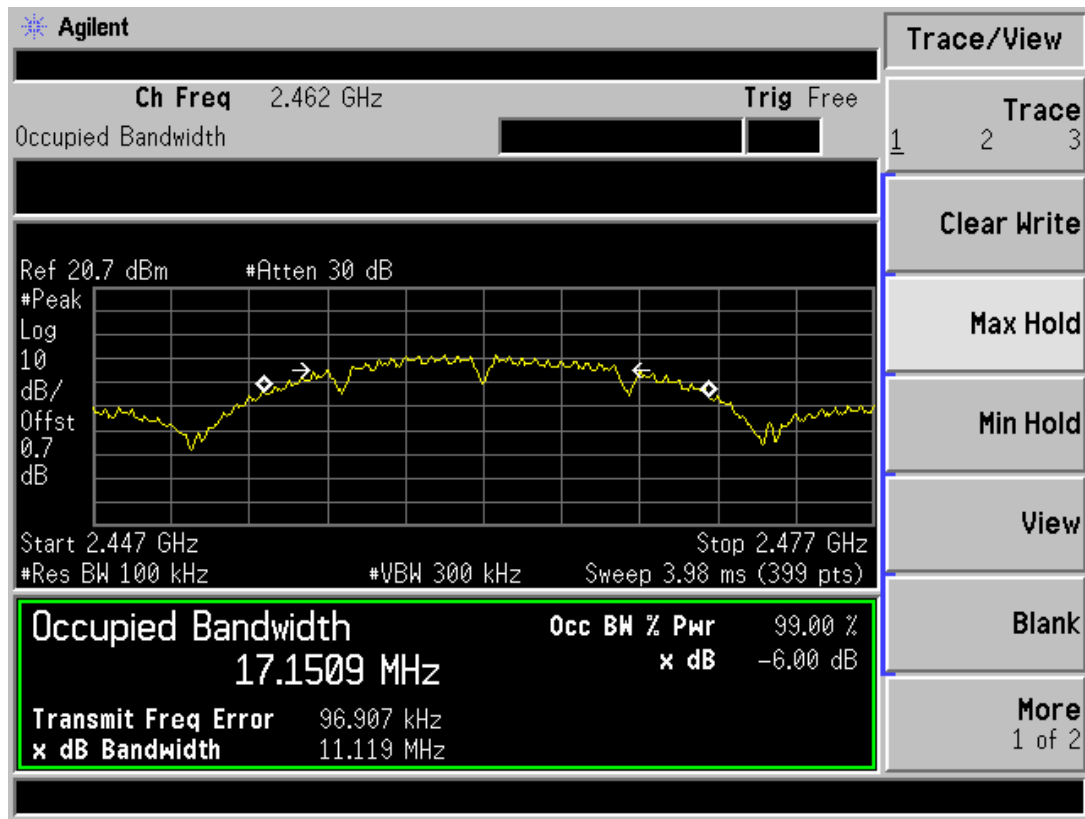 Agilent
Trace/View
Ch Freq 2.462 GHz Trig Free
Occupied Bandwidth
Trace
1 2 3
Clear Write
Max Hold
Min Hold
View
Blank
More
1 of 2
Ref 20.7 dBm #Atten 30 dB
#Peak
Log
10
dB/
Offst
0.7
dB
Start 2.447 GHz Stop 2.477 GHz
#Res BW 100 kHz #VBW 300 kHz Sweep 3.98 ms (399 pts)
Occupied Bandwidth Occ BW % Pwr 99.00 %
17.1509 MHz x dB -6.00 dB
Transmit Freq Error 96.907 kHz
x dB Bandwidth 11.119 MHz